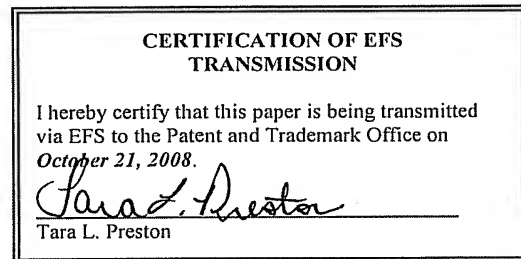 CERTIFICATION OF EFS
TRANSMISSION
I hereby certify that this paper is being transmitted
via EFS to the Patent and Trademark Office on
October 21, 2008.
Tara L. Preston
Tara L. Preston